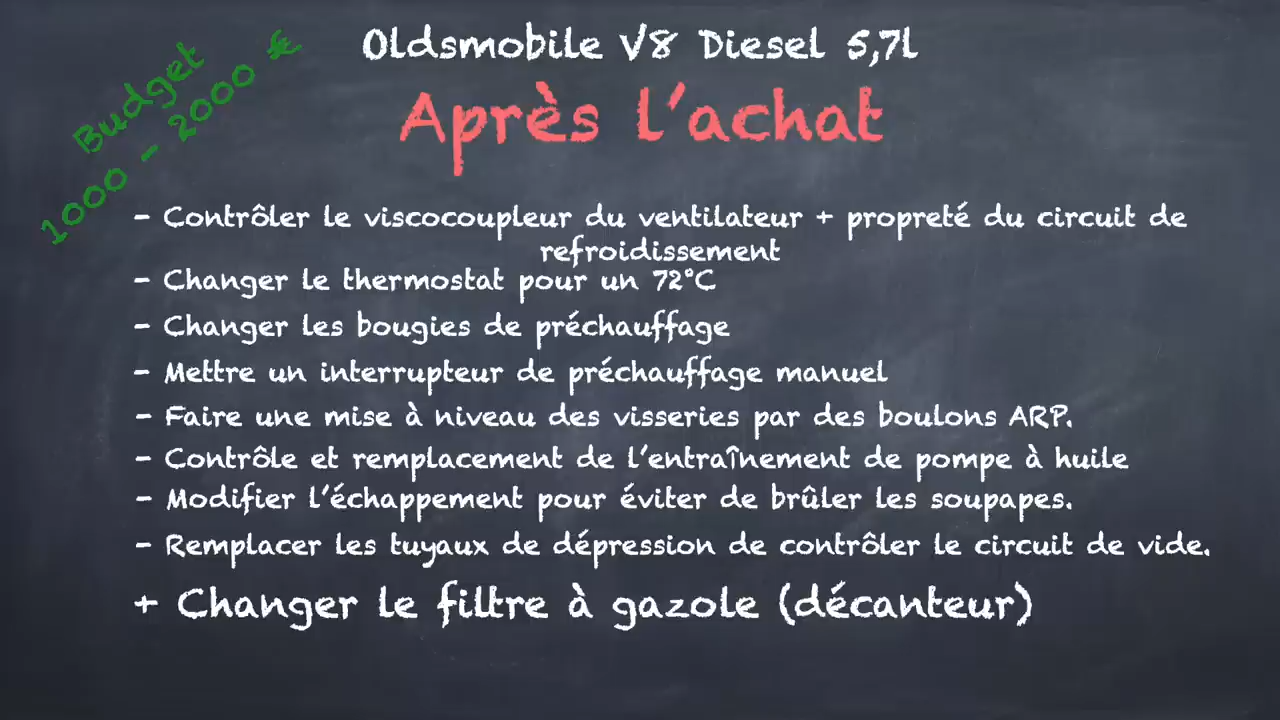 Oldsmobile V8 Diesel 5,7l
Après l'achat
Budget
1000 - 2000 €
- Contrôler le viscocoupleur du ventilateur + propreté du circuit de
refroidissement
- Changer le thermostat pour un 72°C
- Changer les bougies de préchauffage
- Mettre un interrupteur de préchauffage manuel
- Faire une mise à niveau des visseries par des boulons ARP.
- Contrôle et remplacement de l'entraînement de pompe à huile
- Modifier l'échappement pour éviter de brûler les soupapes.
- Remplacer les tuyaux de dépression de contrôler le circuit de vide.
+ Changer le filtre à gazole (décanteur)